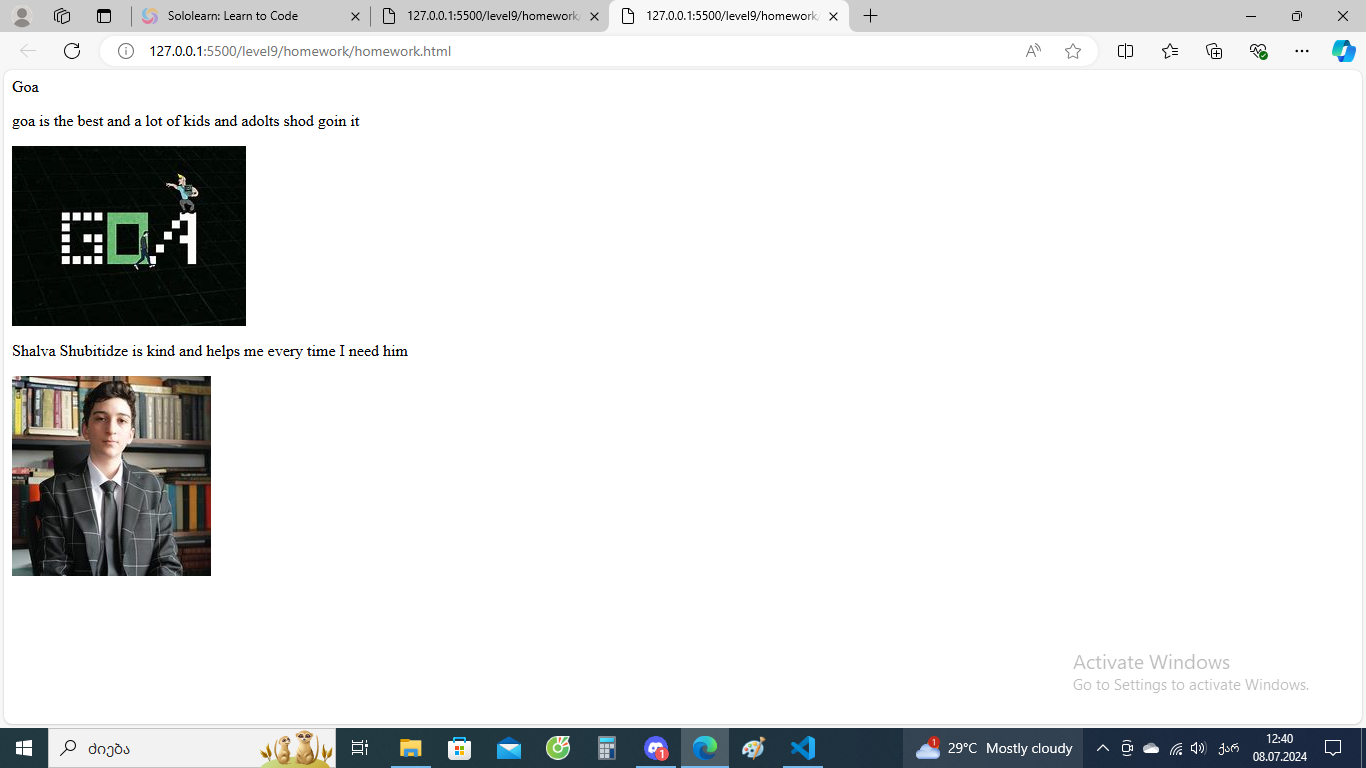 Sololearn: Learn to Code
127.0.0.1:5500/level9/homework
127.0.0.1:5500/level9/homework
127.0.0.1:5500/level9/homework/homework.html
Goa
goa is the best and a lot of kids and adolts shod goin it
GOA
Shalva Shubitidze is kind and helps me every time I need him
Activate Windows
Go to Settings to activate Windows.
ძიება
1
1
29°C Mostly cloudy
ქარ
12:40
08.07.2024